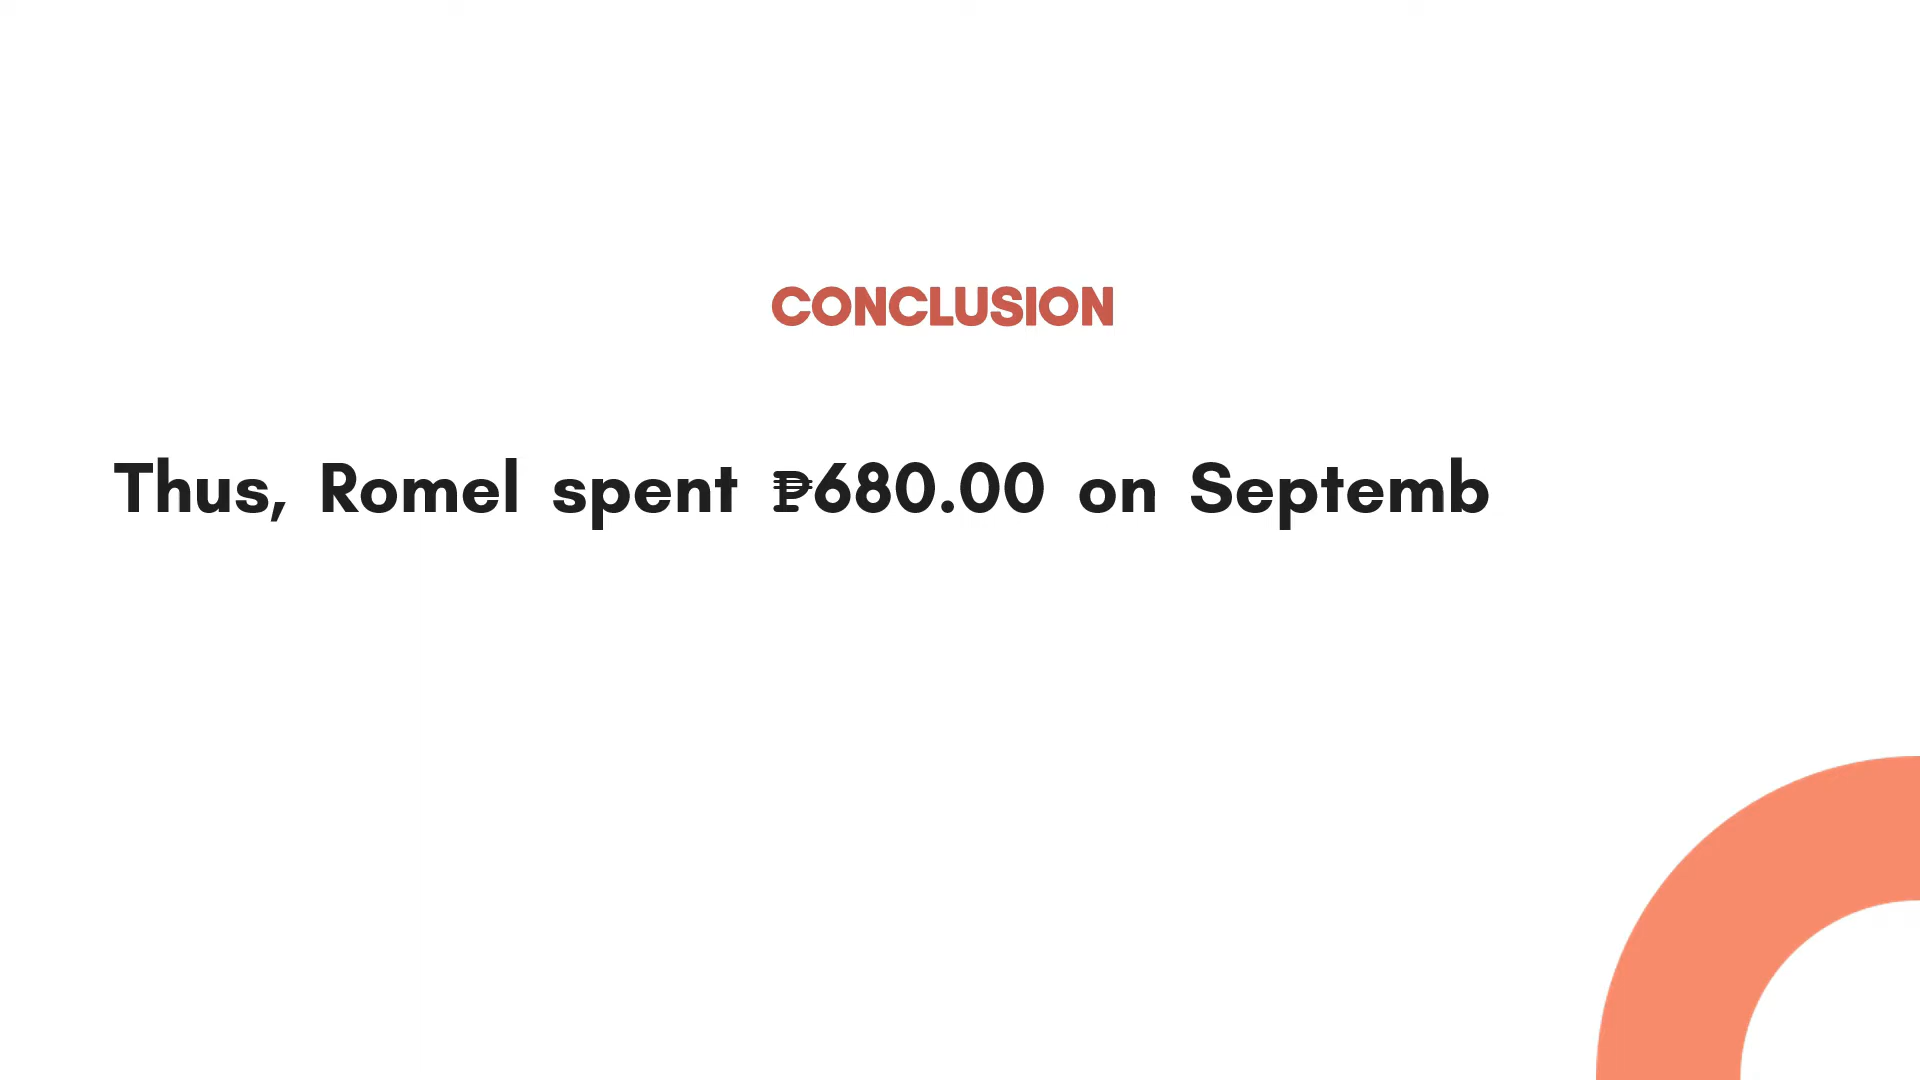 CONCLUSION
Thus, Romel spent ₱680.00 on Septemb